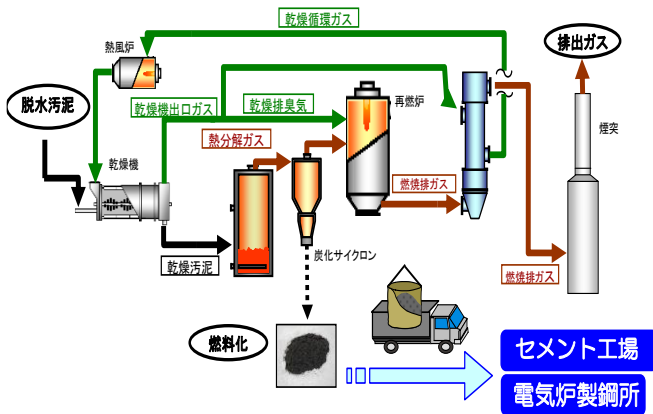 乾燥循環ガス
熱風炉
排出ガス
脱水汚泥
乾燥機出口ガス
乾燥排臭気
再燃炉
煙突
熱分解ガス
乾燥機
燃焼排ガス
乾燥汚泥
炭化サイクロン
燃焼排ガス
燃料化
セメント工場
電気炉製鋼所